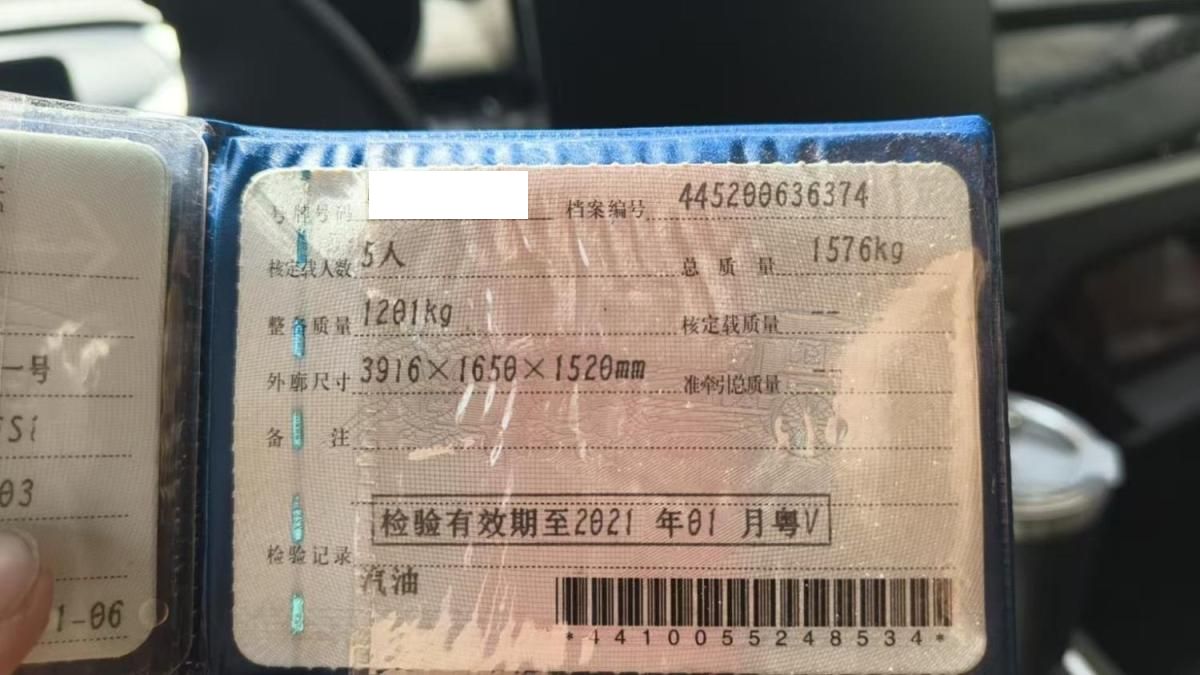 号牌号码 档案编号 445200636374
核定载人数 5人 总质量 1576kg
整备质量 1201kg 核定载质量 --
外廓尺寸 3916×1650×1520mm 准牵引总质量 --
备注
检验有效期至2021 年01 月粤V
检验记录
汽油
*4410055248534*
一号
iSi
03
1-06